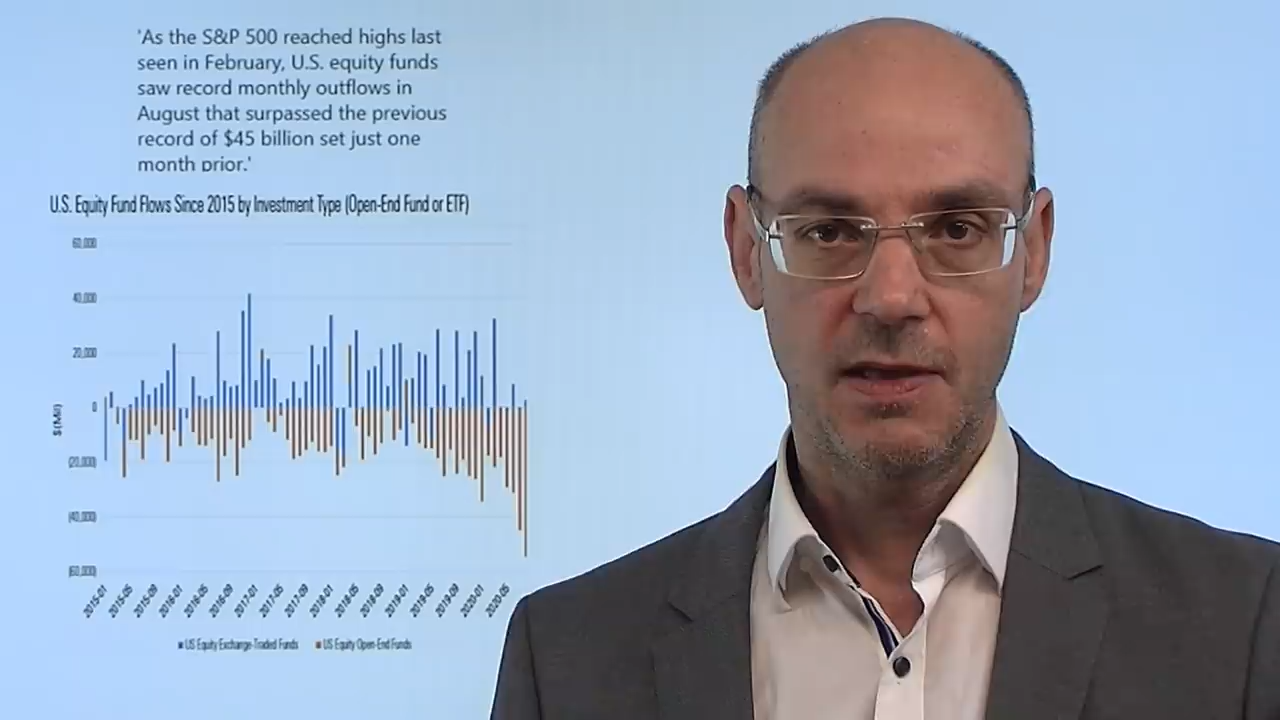 'As the S&P 500 reached highs last
seen in February, U.S. equity funds
saw record monthly outflows in
August that surpassed the previous
record of $45 billion set just one
month prior.'
U.S. Equity Fund Flows Since 2015 by Investment Type (Open-End Fund or ETF)
60,000
40,000
20,000
0
(20,000)
(40,000)
(60,000)
$(Mil)
2015-01 2015-05 2015-09 2016-01 2016-05 2016-09 2017-01 2017-05 2017-09 2018-01 2018-05 2018-09 2019-01 2019-05 2019-09 2020-01 2020-05
US Equity Exchange-Traded Funds US Equity Open-End Funds